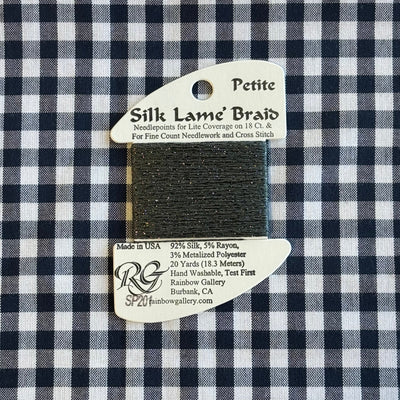 Petite
Silk Lamé Braid
Needlepoints for Lite Coverage on 18 Ct. &
For Fine Count Needlework and Cross Stitch
Made in USA
92% Silk, 5% Rayon,
3% Metalized Polyester
20 Yards (18.3 Meters)
Hand Washable, Test First
Rainbow Gallery
Burbank, CA
rainbowgallery.com
RG
SP201